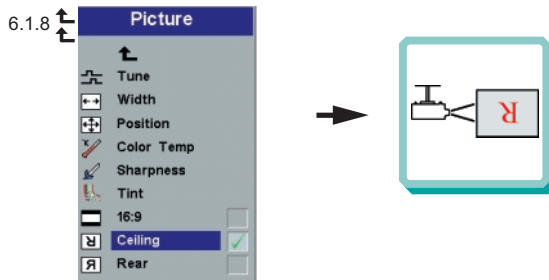 6.1.8
Picture
Tune
Width
Position
Color Temp
Sharpness
Tint
16:9
Ceiling
Rear
R